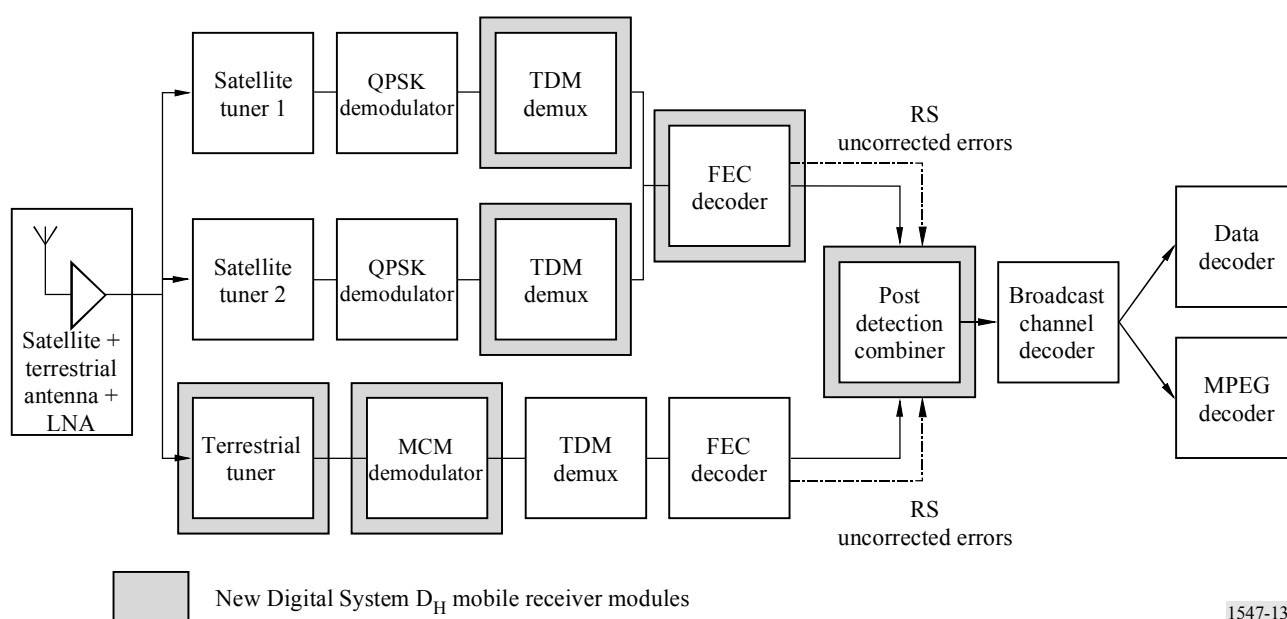 Satellite
tuner 1
QPSK
demodulator
TDM
demux
RS
uncorrected errors
FEC
decoder
Satellite +
terrestrial
antenna +
LNA
Satellite
tuner 2
QPSK
demodulator
TDM
demux
Post
detection
combiner
Broadcast
channel
decoder
Data
decoder
MPEG
decoder
Terrestrial
tuner
MCM
demodulator
TDM
demux
FEC
decoder
RS
uncorrected errors
New Digital System D_H mobile receiver modules
1547-13